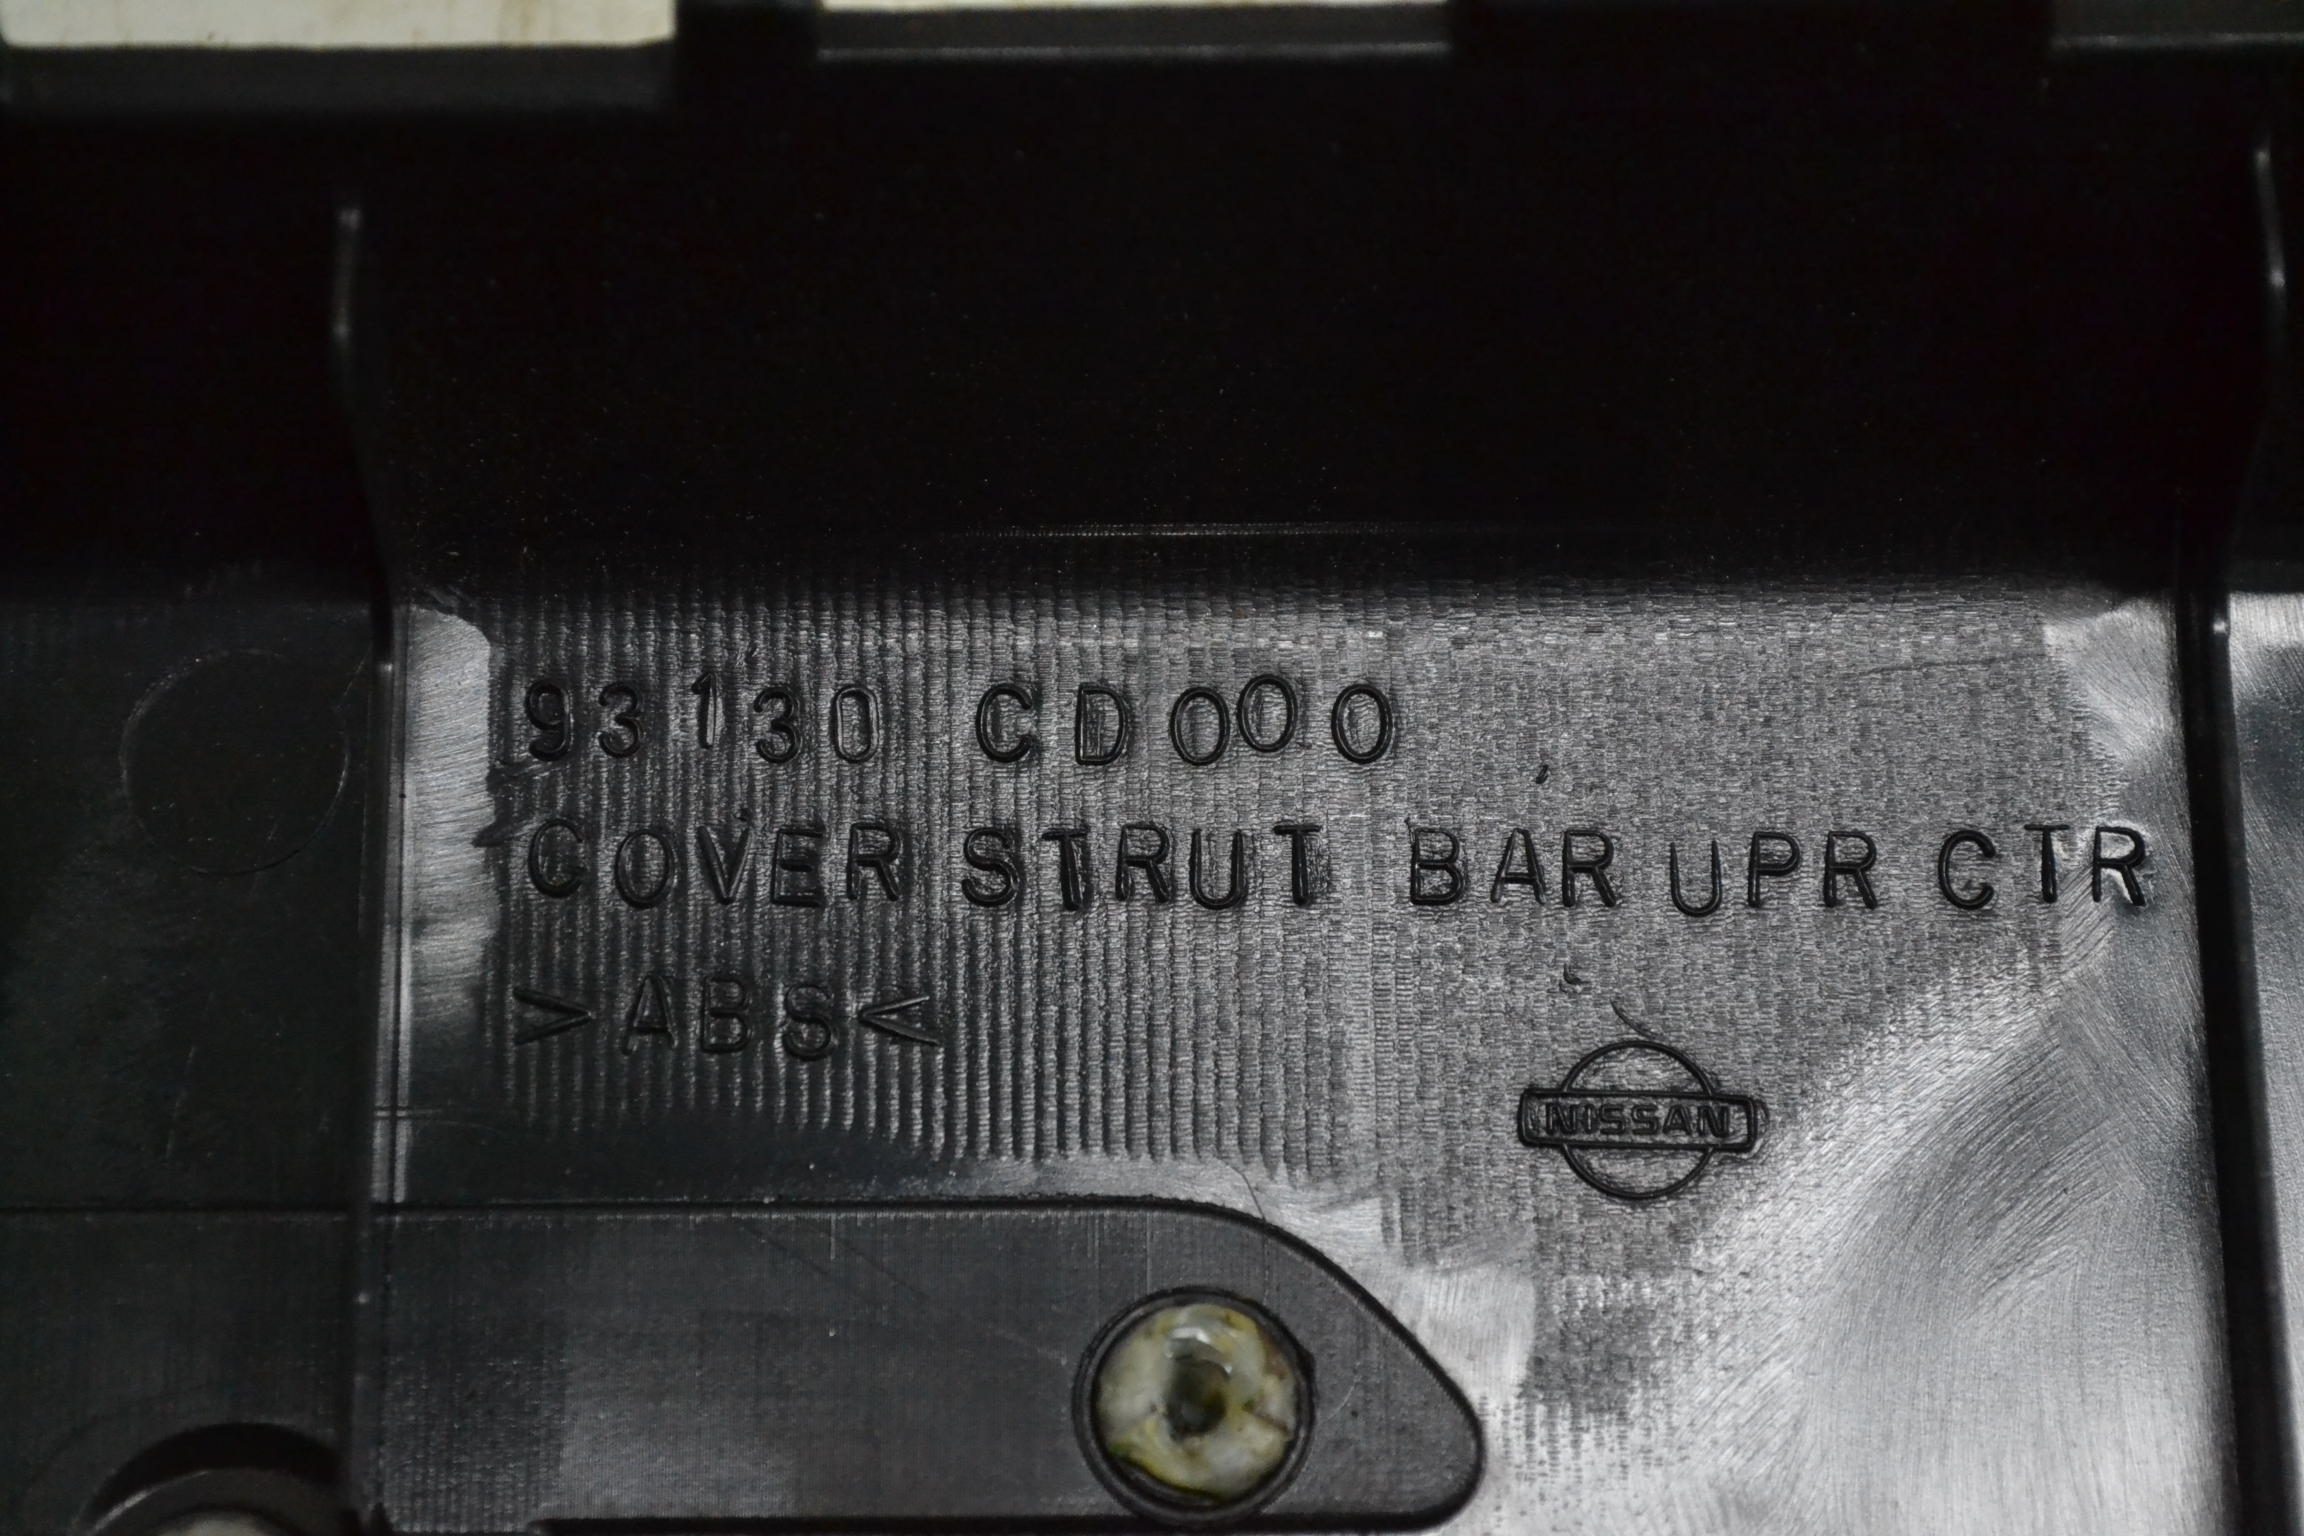 93130 CD000
COVER STRUT BAR UPR CTR
>ABS<
NISSAN